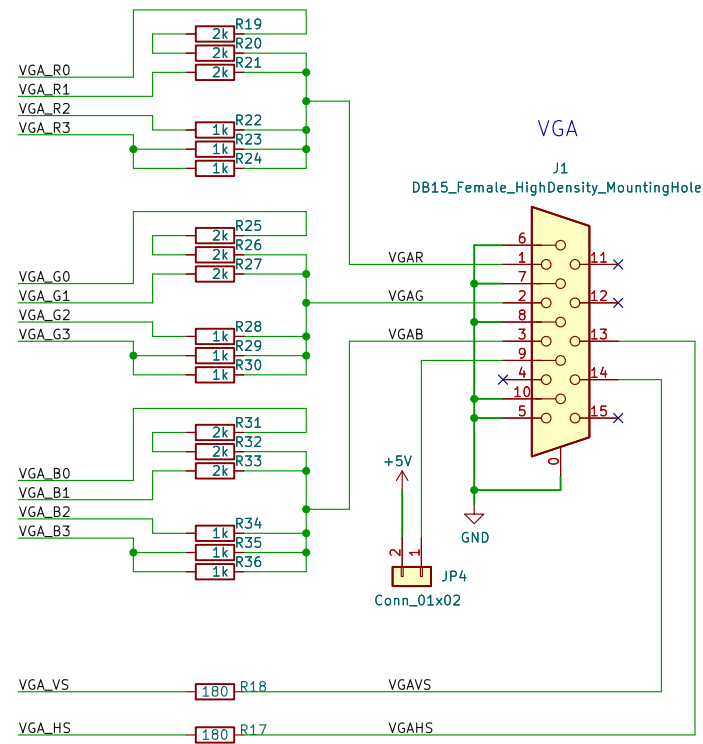 R19
2k
R20
2k
VGA_R0
R21
2k
VGA_R1
VGA_R2
R22
1k
VGA_R3
R23
1k
R24
1k
R25
2k
R26
2k
VGA_G0
R27
2k
VGA_G1
VGA_G2
R28
1k
VGA_G3
R29
1k
R30
1k
R31
2k
R32
2k
VGA_B0
R33
2k
VGA_B1
VGA_B2
R34
1k
VGA_B3
R35
1k
R36
1k
VGA
J1
DB15_Female_HighDensity_MountingHole
6
VGAR
1
11
7
VGAG
2
12
8
VGAB
3
13
9
4
14
10
5
15
0
+5V
GND
2
1
JP4
Conn_01x02
VGA_VS
180
R18
VGAVS
VGA_HS
180
R17
VGAHS